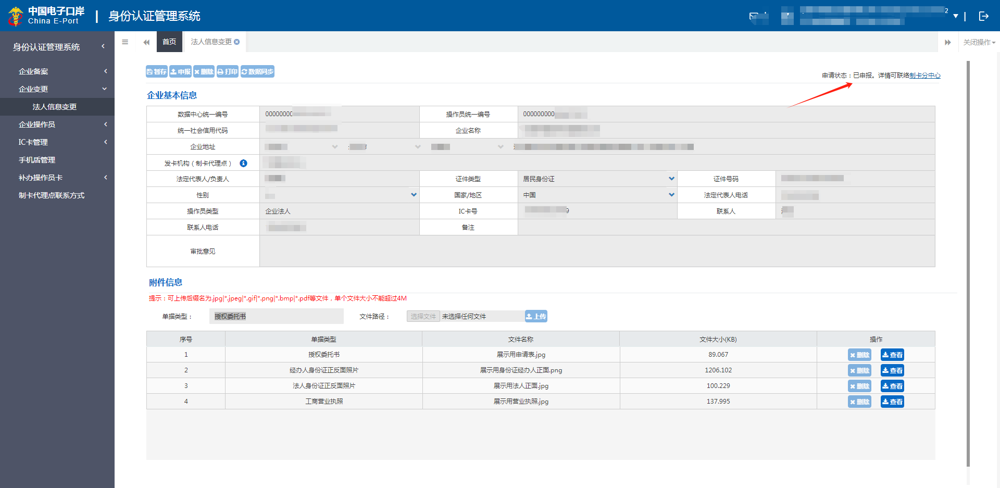 中国电子口岸
China E-Port
身份认证管理系统
2
身份认证管理系统
企业备案
企业变更
法人信息变更
企业操作员
IC卡管理
手机盾管理
补办操作员卡
制卡代理点联系方式
首页
法人信息变更
关闭操作
暂存 申报 删除 打印 数据同步
申请状态：已申报。详情可联络制卡分中心
企业基本信息
数据中心统一编号 00000000 操作员统一编号 000000000
统一社会信用代码 企业名称
企业地址
发卡机构（制卡代理点）
法定代表人/负责人 证件类型 居民身份证 证件号码
性别 国家/地区 中国 法定代表人电话
操作员类型 企业法人 IC卡号 9 联系人
联系人电话 备注
审批意见
附件信息
提示：可上传后缀名为.jpg|*.jpeg|*.gif|*.png|*.bmp|*.pdf等文件，单个文件大小不能超过4M
单据类型： 授权委托书 文件路径： 选择文件 未选择任何文件 上传
序号 单据类型 文件名称 文件大小(KB) 操作
1 授权委托书 展示用申请表.jpg 89.067 删除 查看
2 经办人身份证正反面照片 展示用身份证经办人正面.png 1206.102 删除 查看
3 法人身份证正反面照片 展示用法人正面.jpg 100.229 删除 查看
4 工商营业执照 展示用营业执照.jpg 137.995 删除 查看